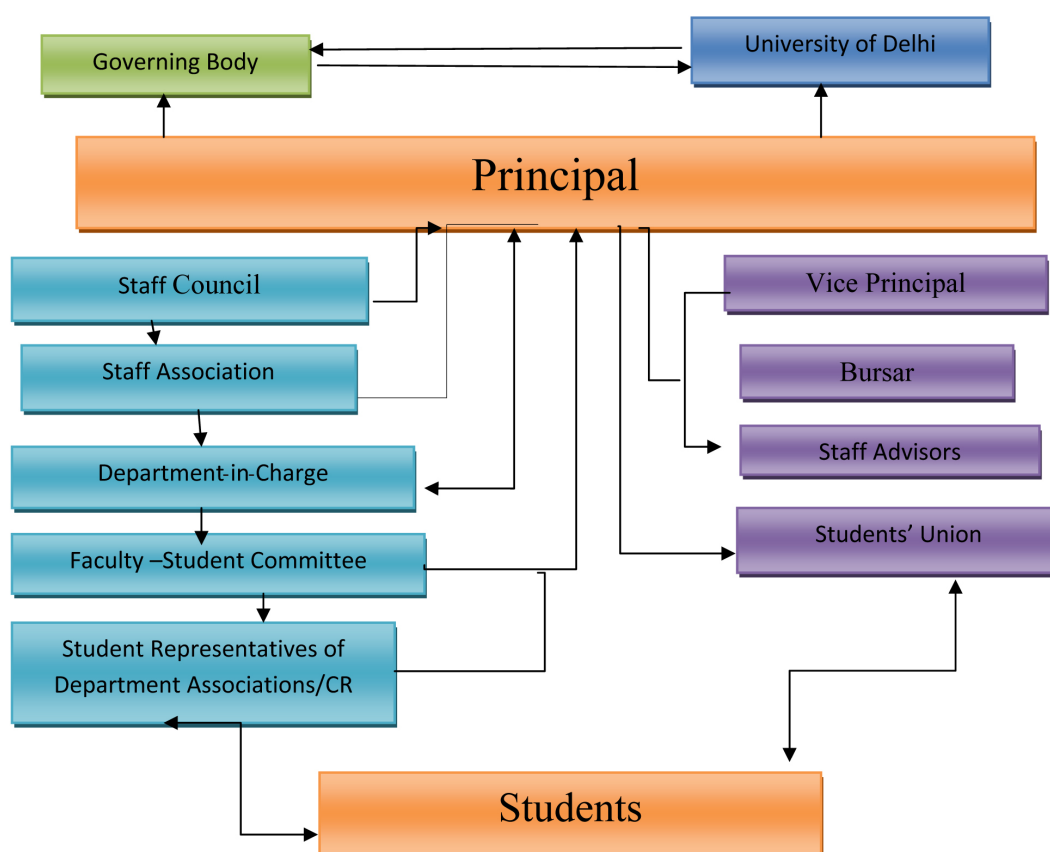 Governing Body
University of Delhi
Principal
Staff Council
Vice Principal
Staff Association
Bursar
Staff Advisors
Department-in-Charge
Students’ Union
Faculty –Student Committee
Student Representatives of
Department Associations/CR
Students